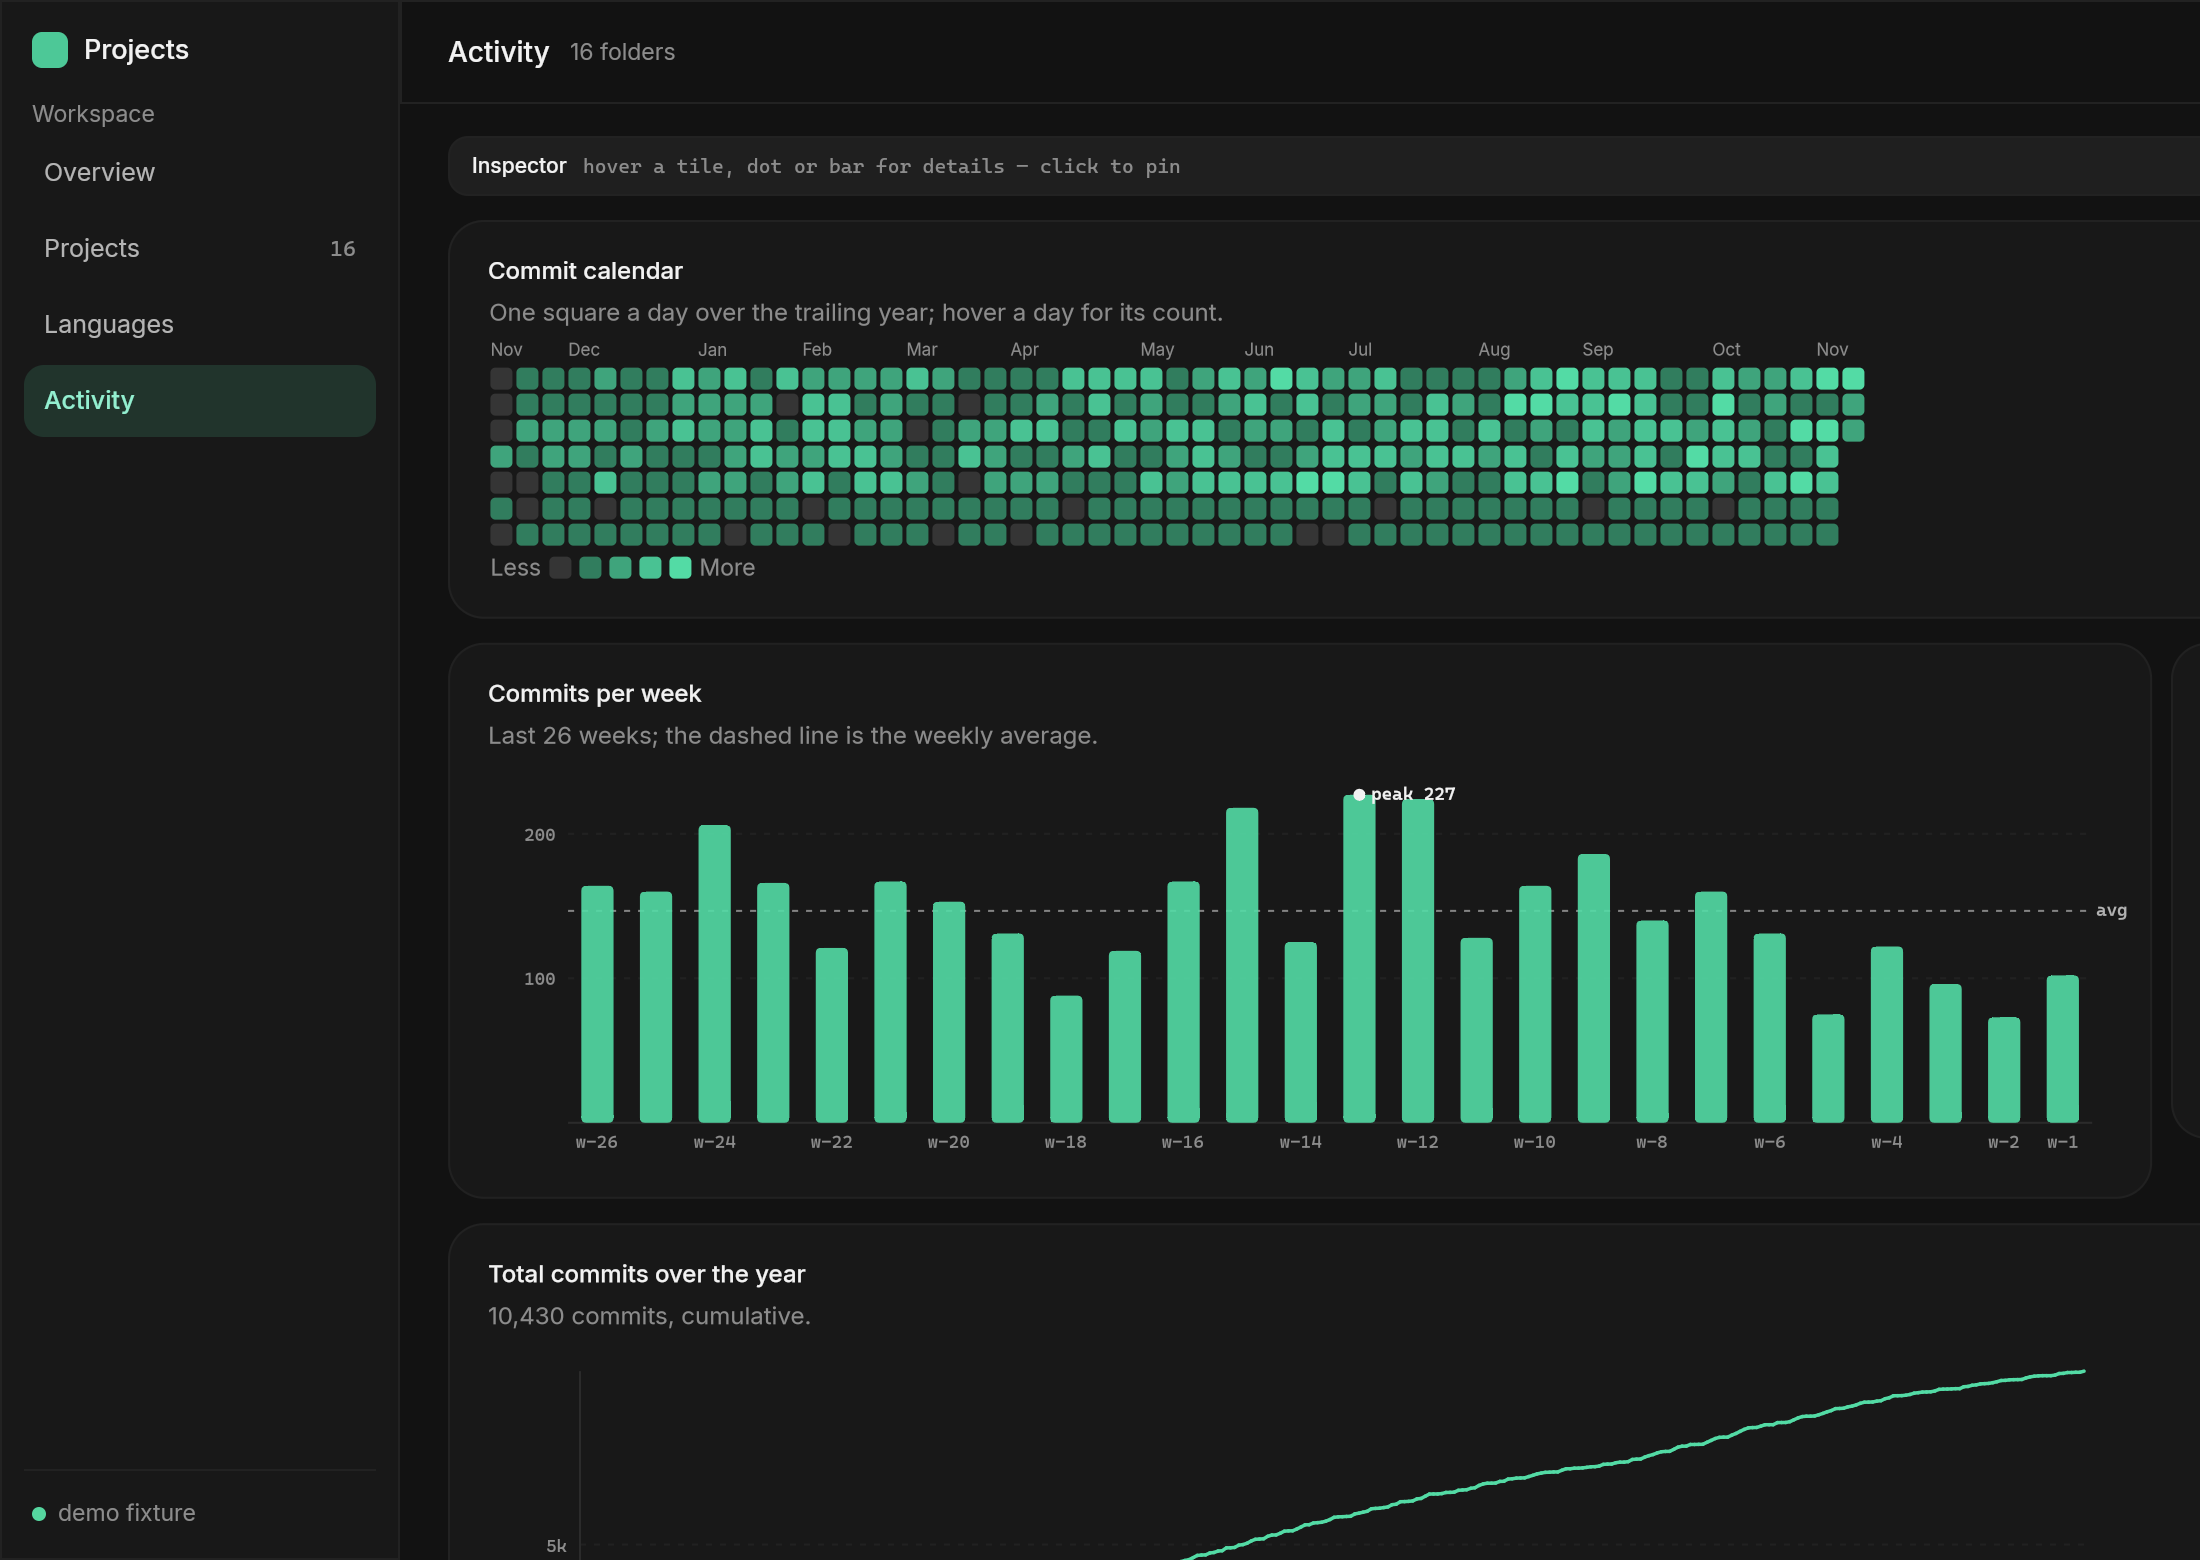 Projects
Workspace
Overview
Projects 16
Languages
Activity
demo fixture
Activity 16 folders
Inspector hover a tile, dot or bar for details — click to pin
Commit calendar
One square a day over the trailing year; hover a day for its count.
Nov Dec Jan Feb Mar Apr May Jun Jul Aug Sep Oct Nov
Less More
Commits per week
Last 26 weeks; the dashed line is the weekly average.
peak 227
200
avg
100
w-26 w-24 w-22 w-20 w-18 w-16 w-14 w-12 w-10 w-8 w-6 w-4 w-2 w-1
Total commits over the year
10,430 commits, cumulative.
5k